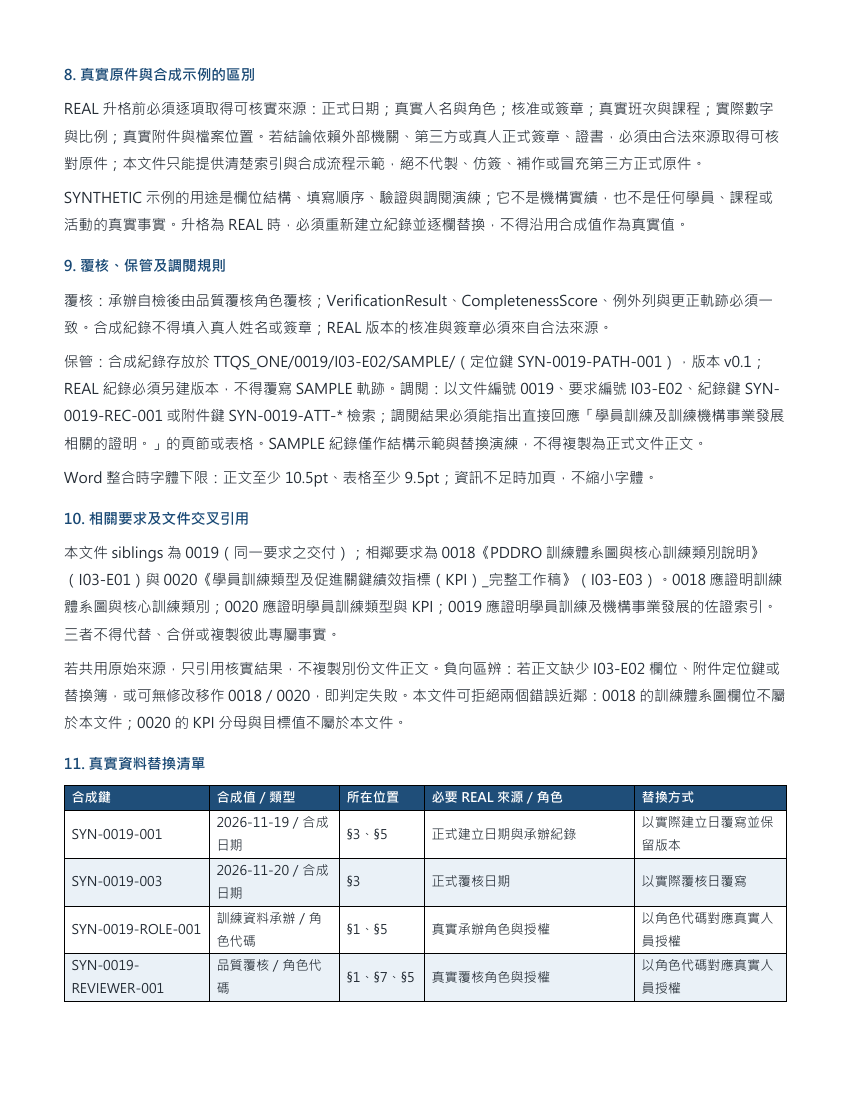 8. 真實原件與合成示例的區別
REAL 升格前必須逐項取得可核實來源：正式日期；真實人名與角色；核准或簽章；真實班次與課程；實際數字
與比例；真實附件與檔案位置。若結論依賴外部機關、第三方或真人正式簽章、證書，必須由合法來源取得可核
對原件；本文件只能提供清楚索引與合成流程示範，絕不代製、仿簽、補作或冒充第三方正式原件。
SYNTHETIC 示例的用途是欄位結構、填寫順序、驗證與調閱演練；它不是機構實績，也不是任何學員、課程或
活動的真實事實。升格為 REAL 時，必須重新建立紀錄並逐欄替換，不得沿用合成值作為真實值。
9. 覆核、保管及調閱規則
覆核：承辦自檢後由品質覆核角色覆核；VerificationResult、CompletenessScore、例外列與更正軌跡必須一
致。合成紀錄不得填入真人姓名或簽章；REAL 版本的核准與簽章必須來自合法來源。
保管：合成紀錄存放於 TTQS_ONE/0019/I03-E02/SAMPLE/（定位鍵 SYN-0019-PATH-001），版本 v0.1；
REAL 紀錄必須另建版本，不得覆寫 SAMPLE 軌跡。調閱：以文件編號 0019、要求編號 I03-E02、紀錄鍵 SYN-
0019-REC-001 或附件鍵 SYN-0019-ATT-* 檢索；調閱結果必須能指出直接回應「學員訓練及訓練機構事業發展
相關的證明。」的頁節或表格。SAMPLE 紀錄僅作結構示範與替換演練，不得複製為正式文件正文。
Word 整合時字體下限：正文至少 10.5pt、表格至少 9.5pt；資訊不足時加頁，不縮小字體。
10. 相關要求及文件交叉引用
本文件 siblings 為 0019（同一要求之交付）；相鄰要求為 0018《PDDRO 訓練體系圖與核心訓練類別說明》
（I03-E01）與 0020《學員訓練類型及促進關鍵績效指標（KPI）_完整工作稿》（I03-E03）。0018 應證明訓練
體系圖與核心訓練類別；0020 應證明學員訓練類型與 KPI；0019 應證明學員訓練及機構事業發展的佐證索引。
三者不得代替、合併或複製彼此專屬事實。
若共用原始來源，只引用核實結果，不複製別份文件正文。負向區辨：若正文缺少 I03-E02 欄位、附件定位鍵或
替換簿，或可無修改移作 0018 / 0020，即判定失敗。本文件可拒絕兩個錯誤近鄰：0018 的訓練體系圖欄位不屬
於本文件；0020 的 KPI 分母與目標值不屬於本文件。
11. 真實資料替換清單
合成鍵 合成值 / 類型 所在位置 必要 REAL 來源 / 角色 替換方式
SYN-0019-001 2026-11-19 / 合成 §3、§5 正式建立日期與承辦紀錄 以實際建立日覆寫並保
日期 留版本
SYN-0019-003 2026-11-20 / 合成 §3 正式覆核日期 以實際覆核日覆寫
日期
SYN-0019-ROLE-001 訓練資料承辦 / 角 §1、§5 真實承辦角色與授權 以角色代碼對應真實人
色代碼 員授權
SYN-0019- 品質覆核 / 角色代 §1、§7、§5 真實覆核角色與授權 以角色代碼對應真實人
REVIEWER-001 碼 員授權